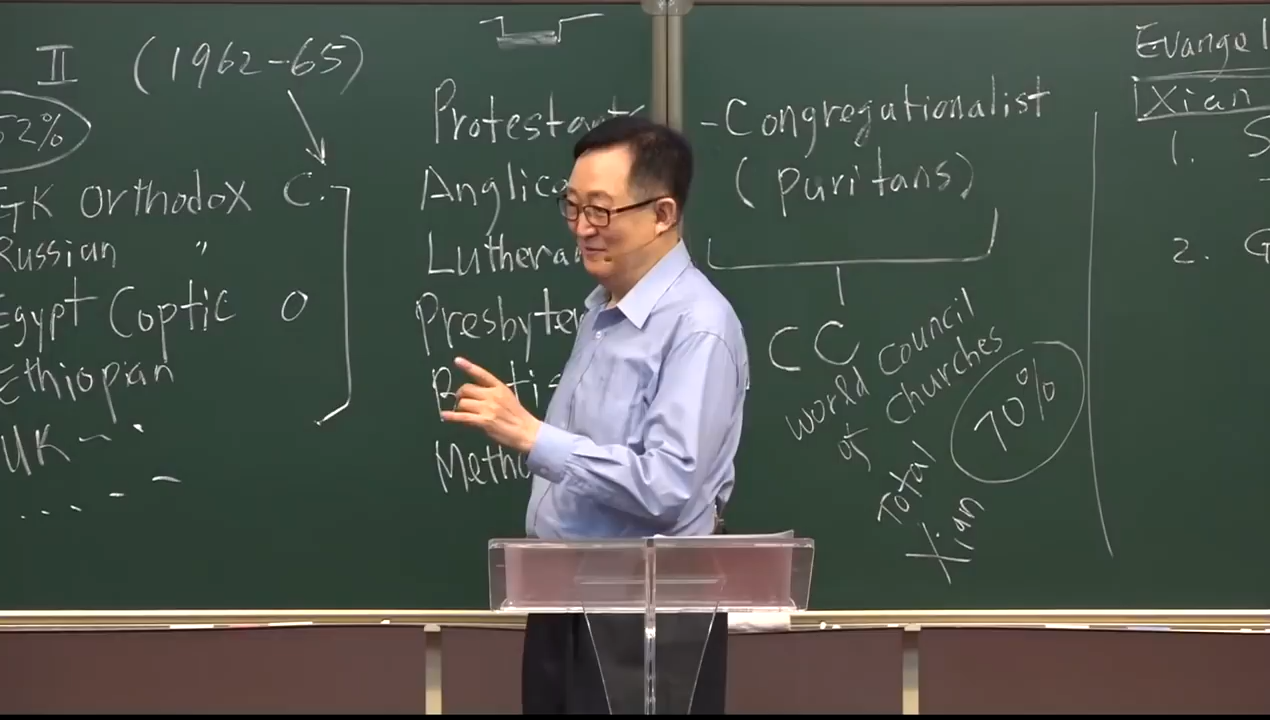 II (1962-65)
52%
GK Orthodox C.
Russian "
Egypt Coptic O
Ethiopian
UK
Protestant
Anglica
Luthera
Presbyte
Meth
- Congregationalist
(Puritans)
CC
world council
of churches
Total
Xian
70%
Evangel
Xian
1. S
2. G